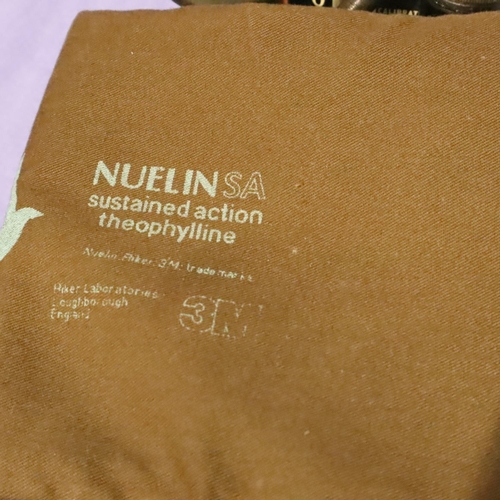 NUELIN SA
sustained action
theophylline
Nuelin, Riker, 3M: trade marks
Riker Laboratories
Loughborough
England
3M